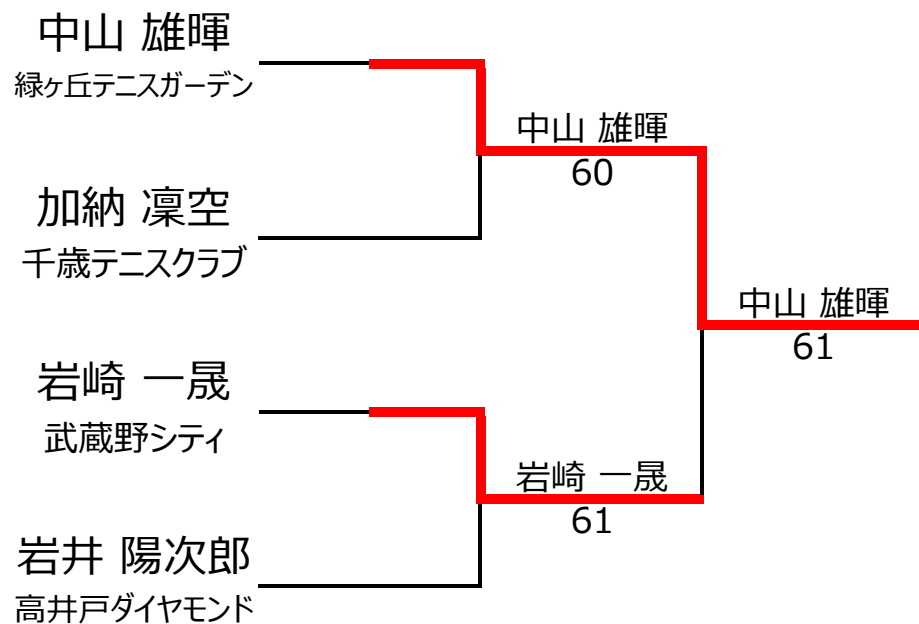 中山 雄暉
緑ヶ丘テニスガーデン
中山 雄暉
60
加納 凜空
千歳テニスクラブ
中山 雄暉
61
岩崎 一晟
武蔵野シティ
岩崎 一晟
61
岩井 陽次郎
高井戸ダイヤモンド